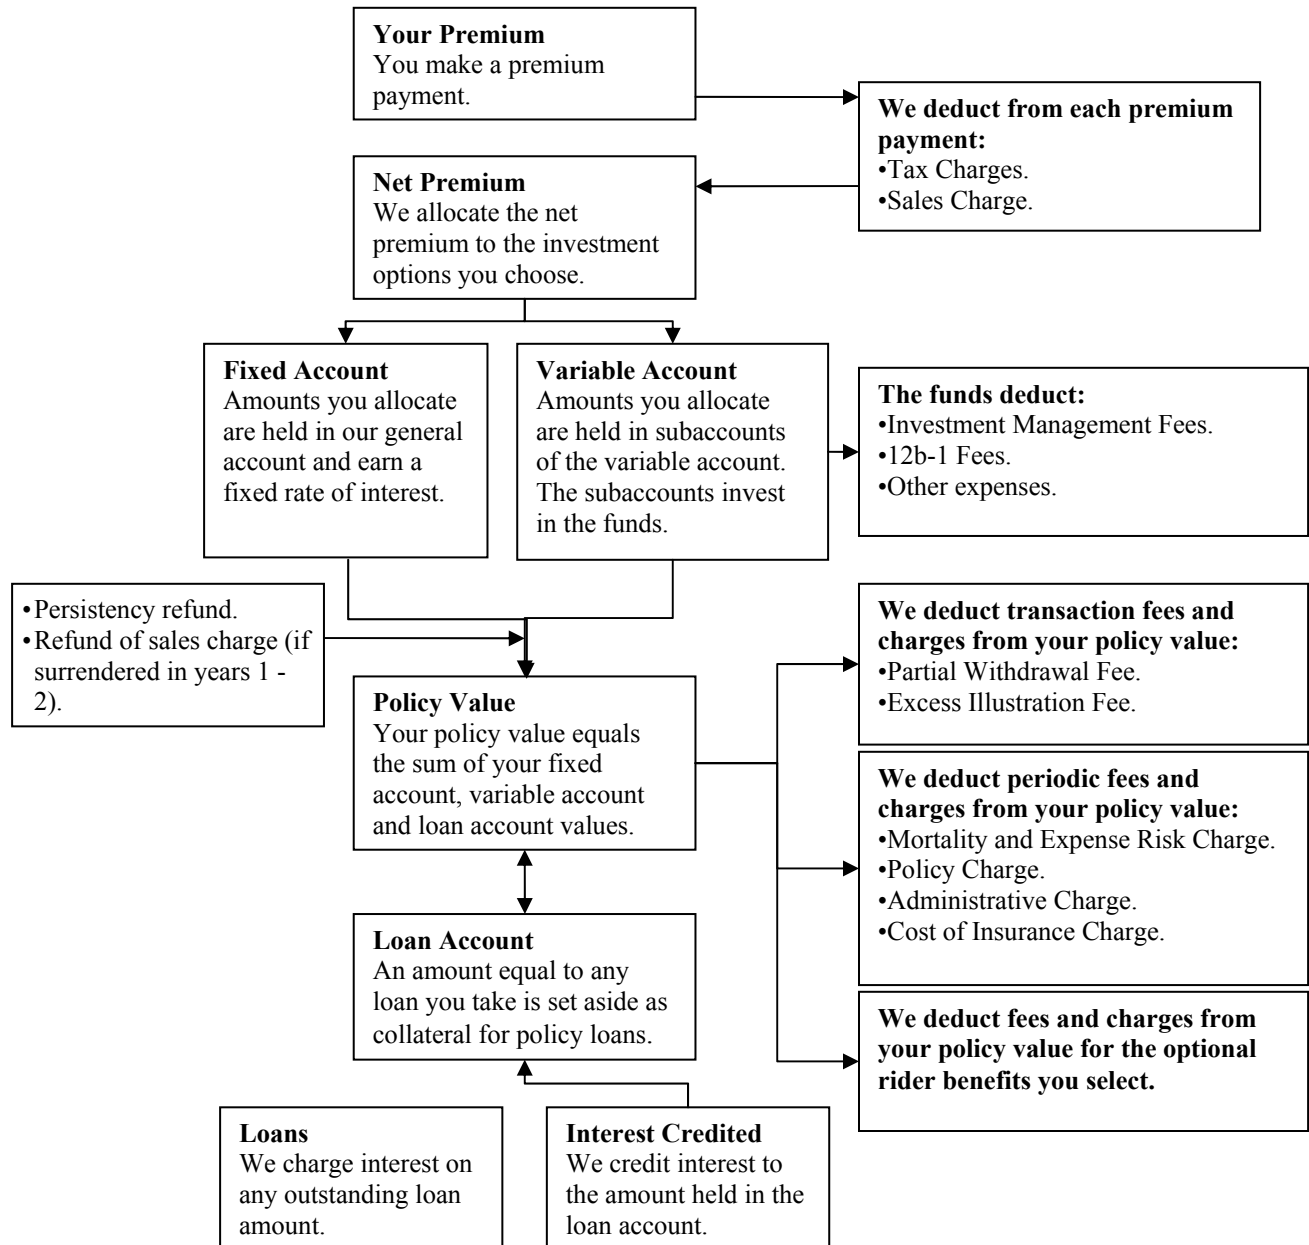 Your Premium
You make a premium
payment.
We deduct from each premium
payment:
•Tax Charges.
•Sales Charge.
Net Premium
We allocate the net
premium to the investment
options you choose.
Fixed Account
Amounts you allocate
are held in our general
account and earn a
fixed rate of interest.
Variable Account
Amounts you allocate
are held in subaccounts
of the variable account.
The subaccounts invest
in the funds.
The funds deduct:
•Investment Management Fees.
•12b-1 Fees.
•Other expenses.
•Persistency refund.
•Refund of sales charge (if
surrendered in years 1 -
2).
Policy Value
Your policy value equals
the sum of your fixed
account, variable account
and loan account values.
We deduct transaction fees and
charges from your policy value:
•Partial Withdrawal Fee.
•Excess Illustration Fee.
We deduct periodic fees and
charges from your policy value:
•Mortality and Expense Risk Charge.
•Policy Charge.
•Administrative Charge.
•Cost of Insurance Charge.
We deduct fees and charges from
your policy value for the optional
rider benefits you select.
Loan Account
An amount equal to any
loan you take is set aside as
collateral for policy loans.
Loans
We charge interest on
any outstanding loan
amount.
Interest Credited
We credit interest to
the amount held in the
loan account.